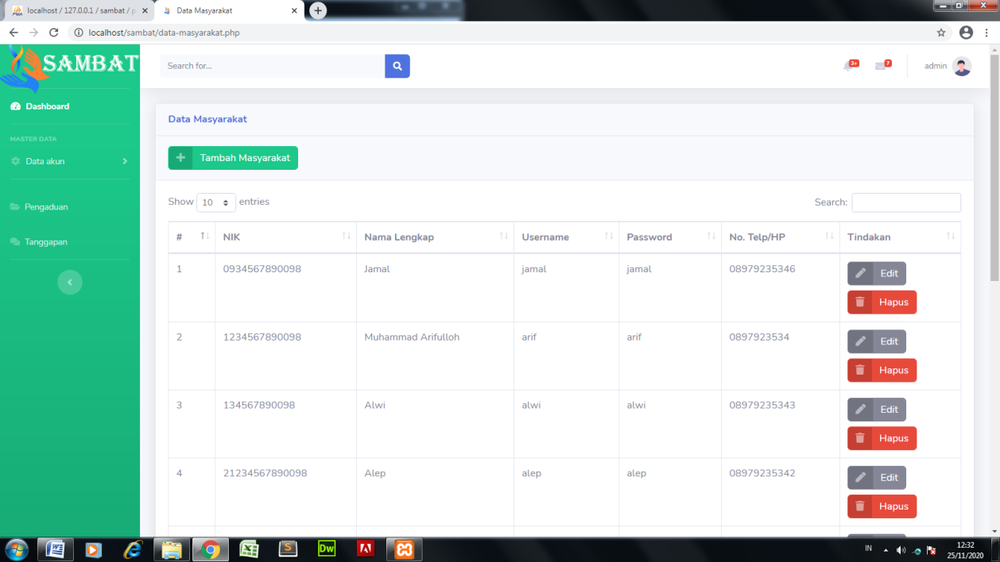 localhost / 127.0.0.1 / sambat / p
Data Masyarakat
localhost/sambat/data-masyarakat.php
SAMBAT
Search for...
3+
7
admin
Dashboard
MASTER DATA
Data akun
Pengaduan
Tanggapan
Data Masyarakat
Tambah Masyarakat
Show 10 entries
Search:
# NIK Nama Lengkap Username Password No. Telp/HP Tindakan
1 0934567890098 Jamal jamal jamal 08979235346 Edit
Hapus
2 1234567890098 Muhammad Arifulloh arif arif 0897923534 Edit
Hapus
3 134567890098 Alwi alwi alwi 08979235343 Edit
Hapus
4 21234567890098 Alep alep alep 08979235342 Edit
Hapus
IN
12:32
25/11/2020